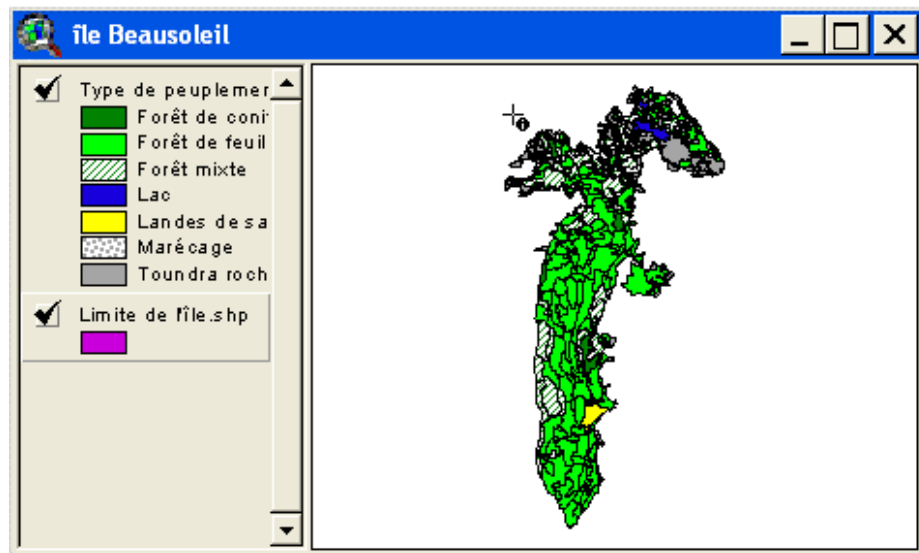 île Beausoleil
Type de peuplemer
Forêt de coni
Forêt de feuil
Forêt mixte
Lac
Landes de sa
Marécage
Toundra roch
Limite de l'île.shp